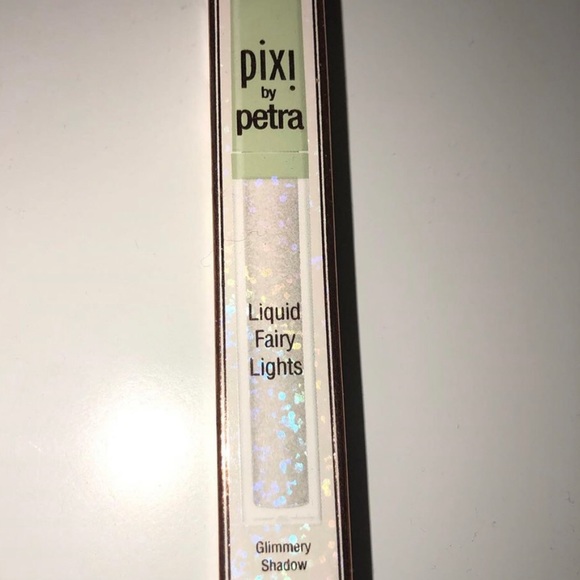 pixi
by
petra
Liquid
Fairy
Lights
Glimmery
Shadow